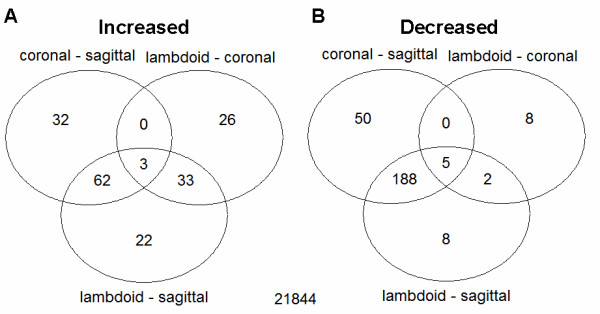 A
Increased
B
Decreased
coronal - sagittal
lambdoid - coronal
coronal - sagittal
lambdoid - coronal
32
0
26
50
0
8
3
5
62
33
188
2
22
8
lambdoid - sagittal
21844
lambdoid - sagittal